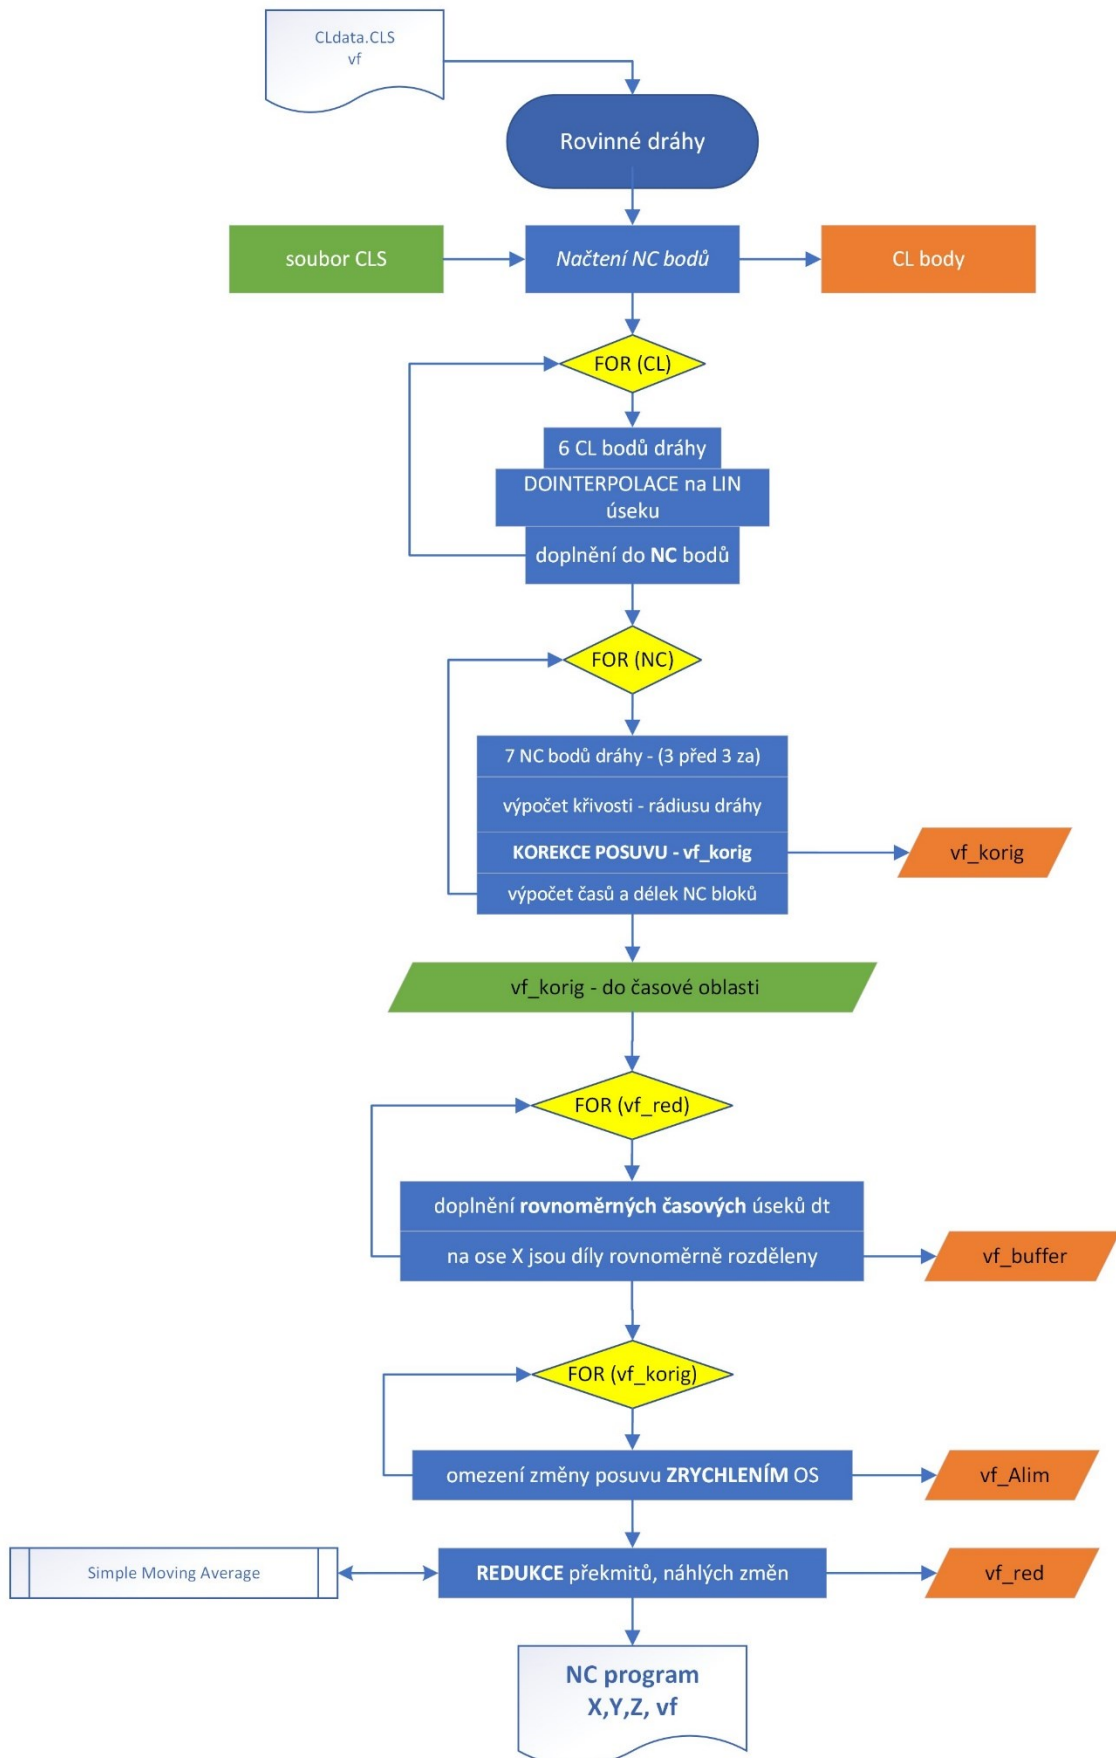 CLdata.CLS
vf
Rovinné dráhy
soubor CLS
Načtení NC bodů
CL body
FOR (CL)
6 CL bodů dráhy
DOINTERPOLACE na LIN
úseku
doplnění do NC bodů
FOR (NC)
7 NC bodů dráhy - (3 před 3 za)
výpočet křivosti - rádiusu dráhy
KOREKCE POSUVU - vf_korig
vf_korig
výpočet časů a délek NC bloků
vf_korig - do časové oblasti
FOR (vf_red)
doplnění rovnoměrných časových úseků dt
na ose X jsou díly rovnoměrně rozděleny
vf_buffer
FOR (vf_korig)
omezení změny posuvu ZRYCHLENÍM OS
vf_Alim
Simple Moving Average
REDUKCE překmitů, náhlých změn
vf_red
NC program
X,Y,Z, vf